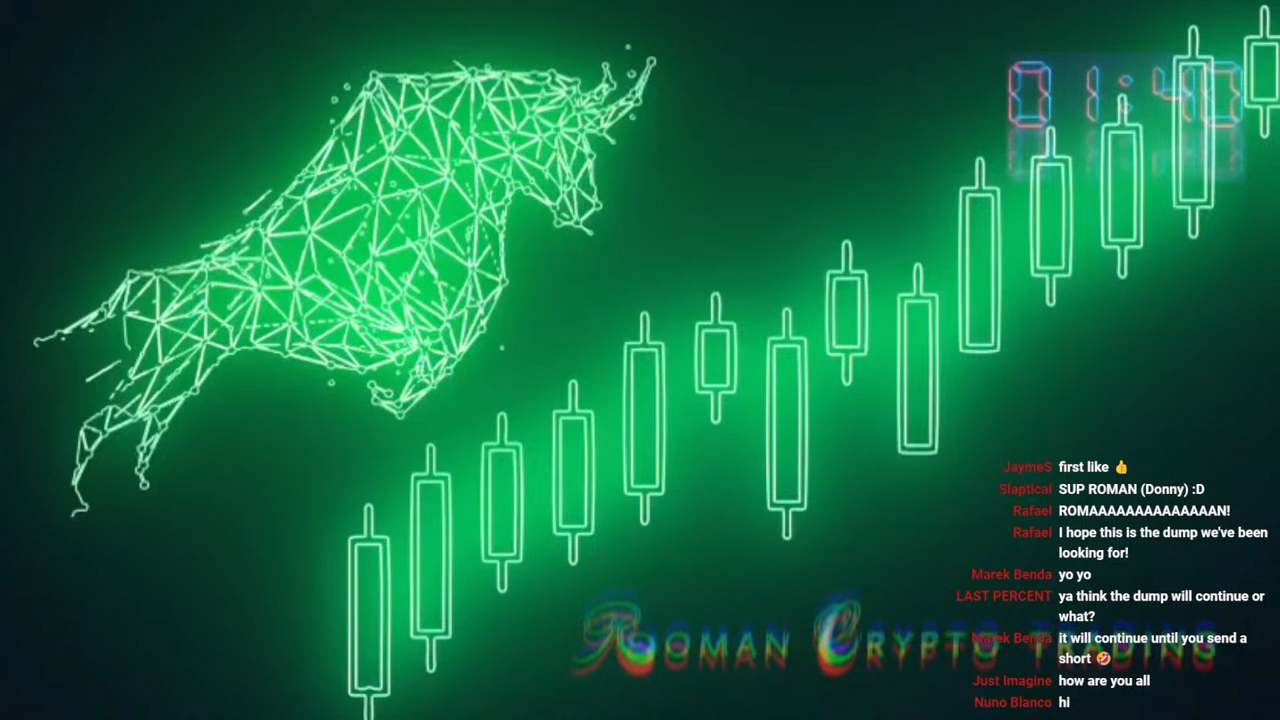 01:40
JaymeS first like 👍
Slaptical SUP ROMAN (Donny) :D
Rafael ROMAAAAAAAAAAAAAAN!
Rafael I hope this is the dump we've been
looking for!
Marek Benda yo yo
LAST PERCENT ya think the dump will continue or
what?
Marek Benda it will continue until you send a
short 🤣
ROMAN CRYPTO TRADING
Just Imagine how are you all
Nuno Blanco hI